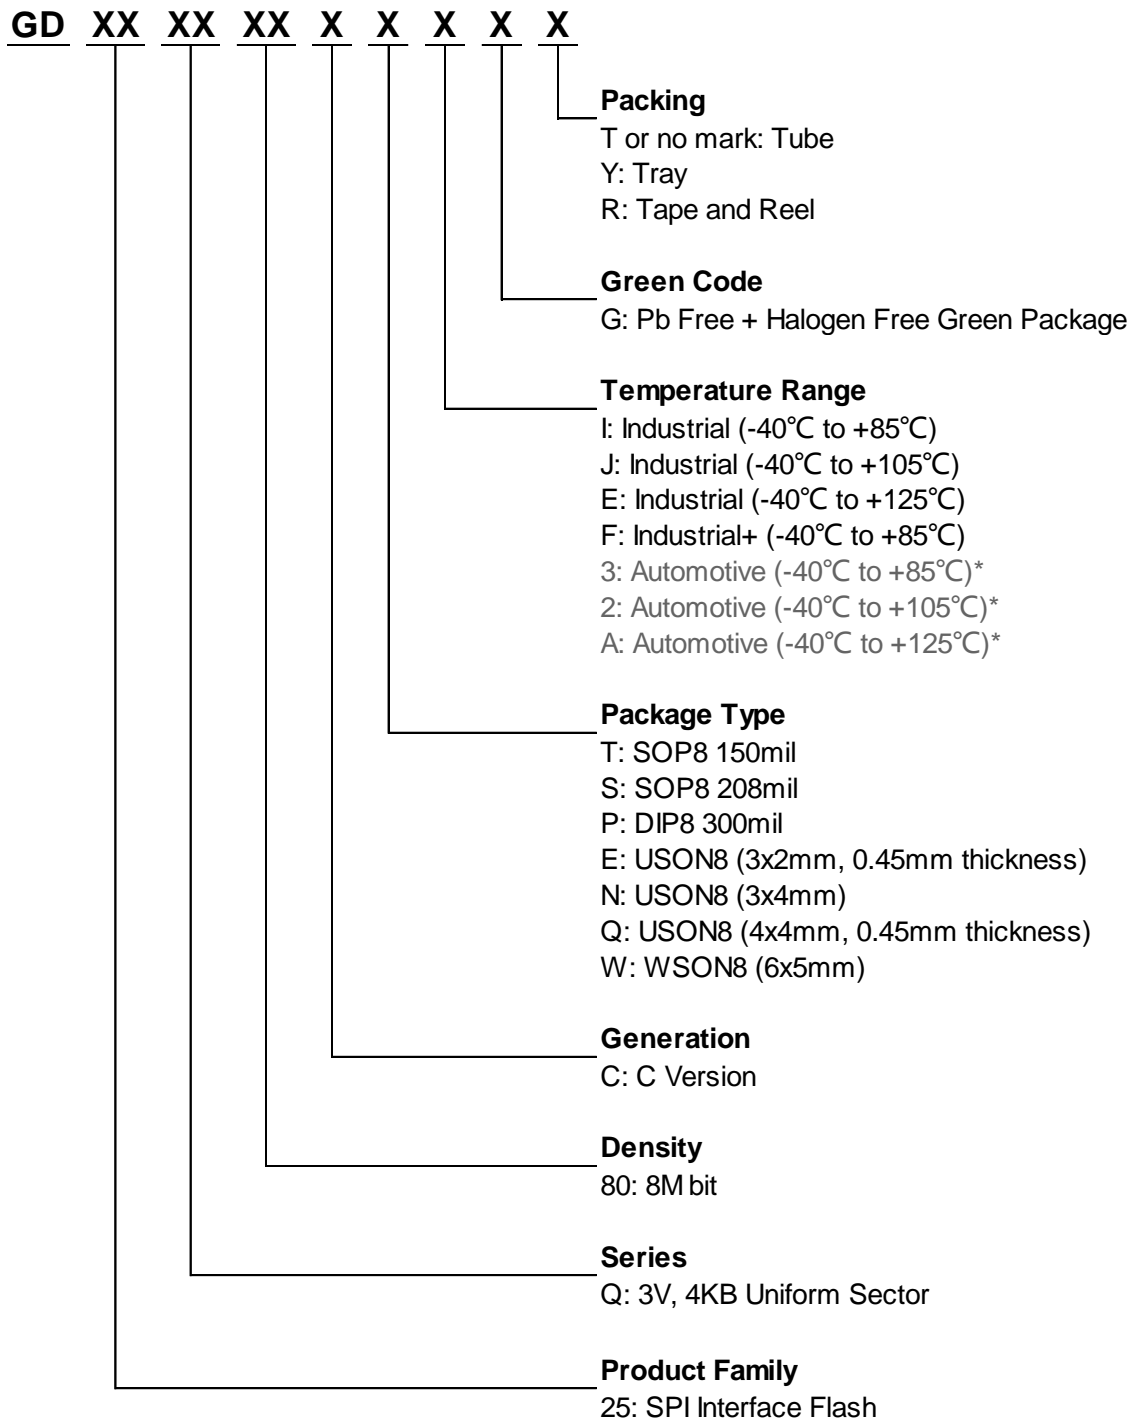 GD XX XX XX X X X X X
Packing
T or no mark: Tube
Y: Tray
R: Tape and Reel
Green Code
G: Pb Free + Halogen Free Green Package
Temperature Range
I: Industrial (-40℃ to +85℃)
J: Industrial (-40℃ to +105℃)
E: Industrial (-40℃ to +125℃)
F: Industrial+ (-40℃ to +85℃)
3: Automotive (-40℃ to +85℃)*
2: Automotive (-40℃ to +105℃)*
A: Automotive (-40℃ to +125℃)*
Package Type
T: SOP8 150mil
S: SOP8 208mil
P: DIP8 300mil
E: USON8 (3x2mm, 0.45mm thickness)
N: USON8 (3x4mm)
Q: USON8 (4x4mm, 0.45mm thickness)
W: WSON8 (6x5mm)
Generation
C: C Version
Density
80: 8M bit
Series
Q: 3V, 4KB Uniform Sector
Product Family
25: SPI Interface Flash